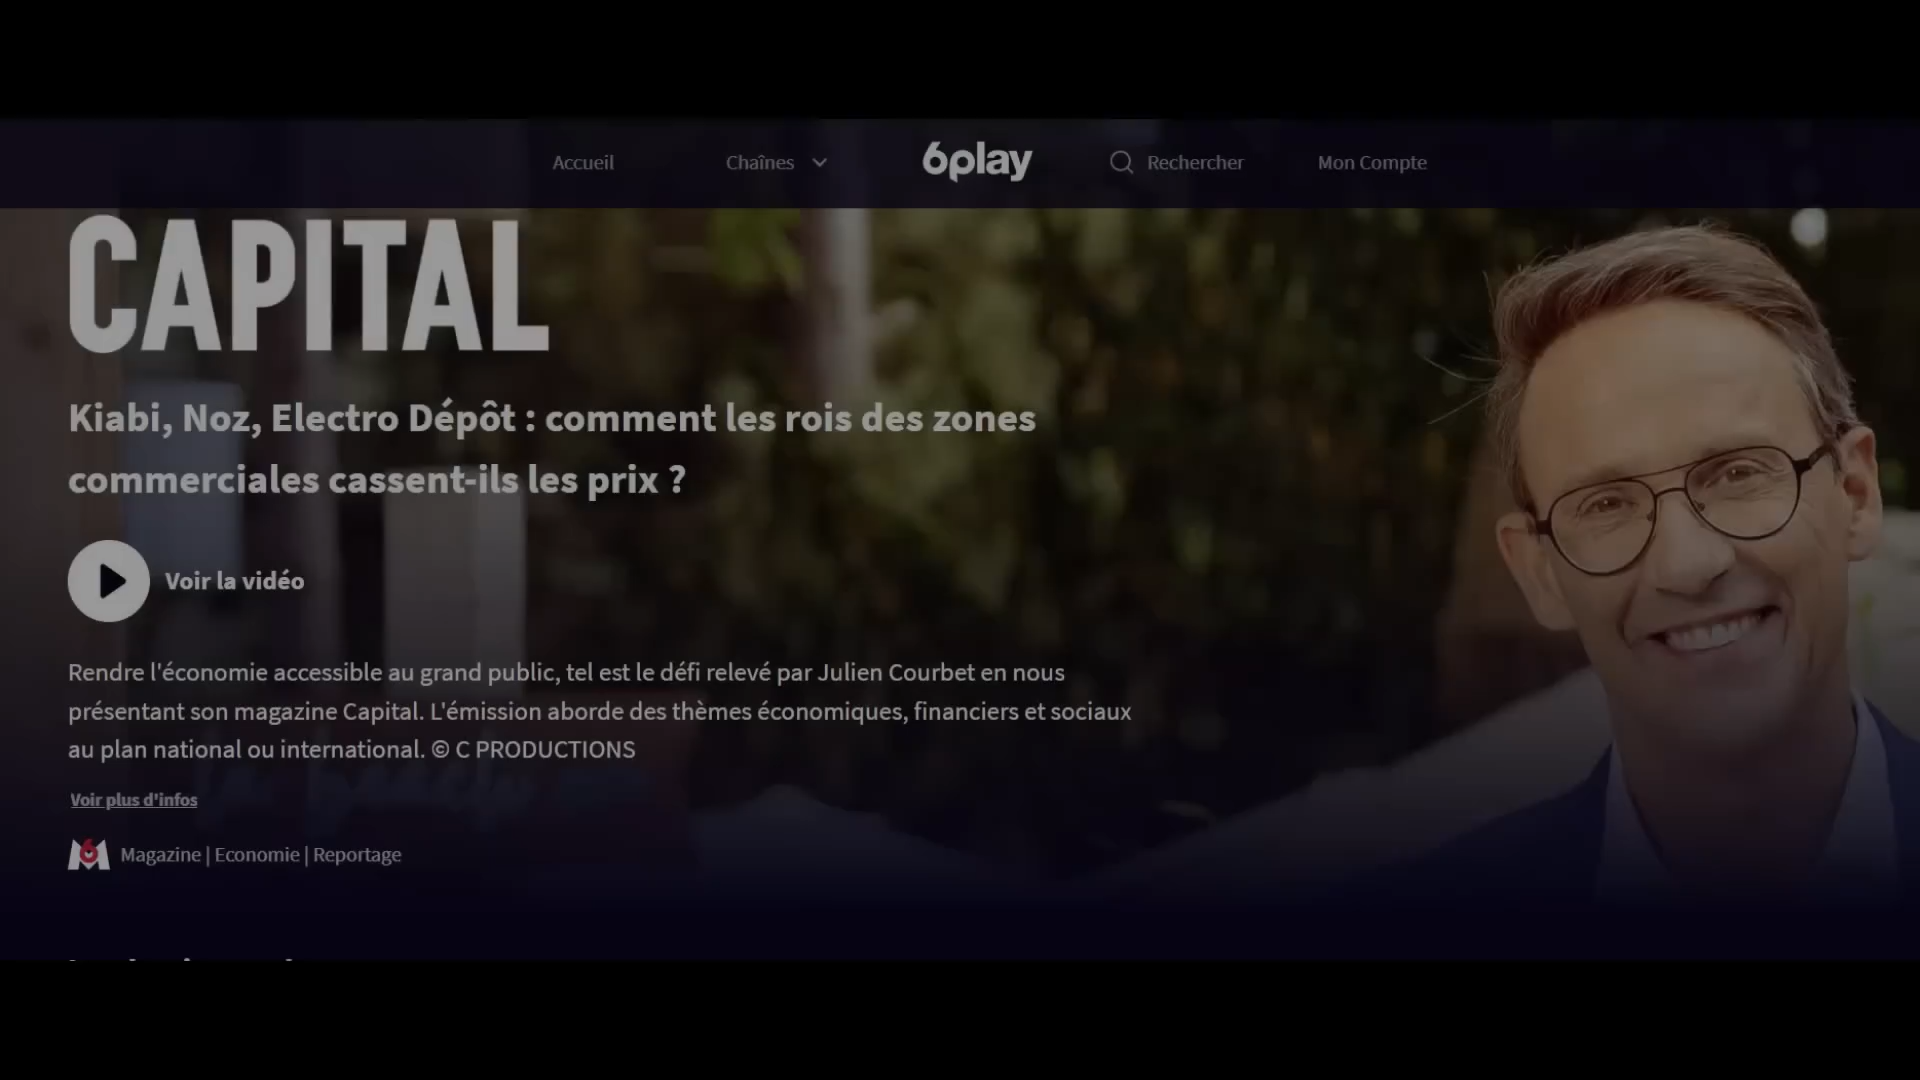 Accueil Chaînes 6play Rechercher Mon Compte
CAPITAL
Kiabi, Noz, Electro Dépôt : comment les rois des zones
commerciales cassent-ils les prix ?
Voir la vidéo
Rendre l'économie accessible au grand public, tel est le défi relevé par Julien Courbet en nous
présentant son magazine Capital. L'émission aborde des thèmes économiques, financiers et sociaux
au plan national ou international. © C PRODUCTIONS
Voir plus d'infos
M6 Magazine | Economie | Reportage